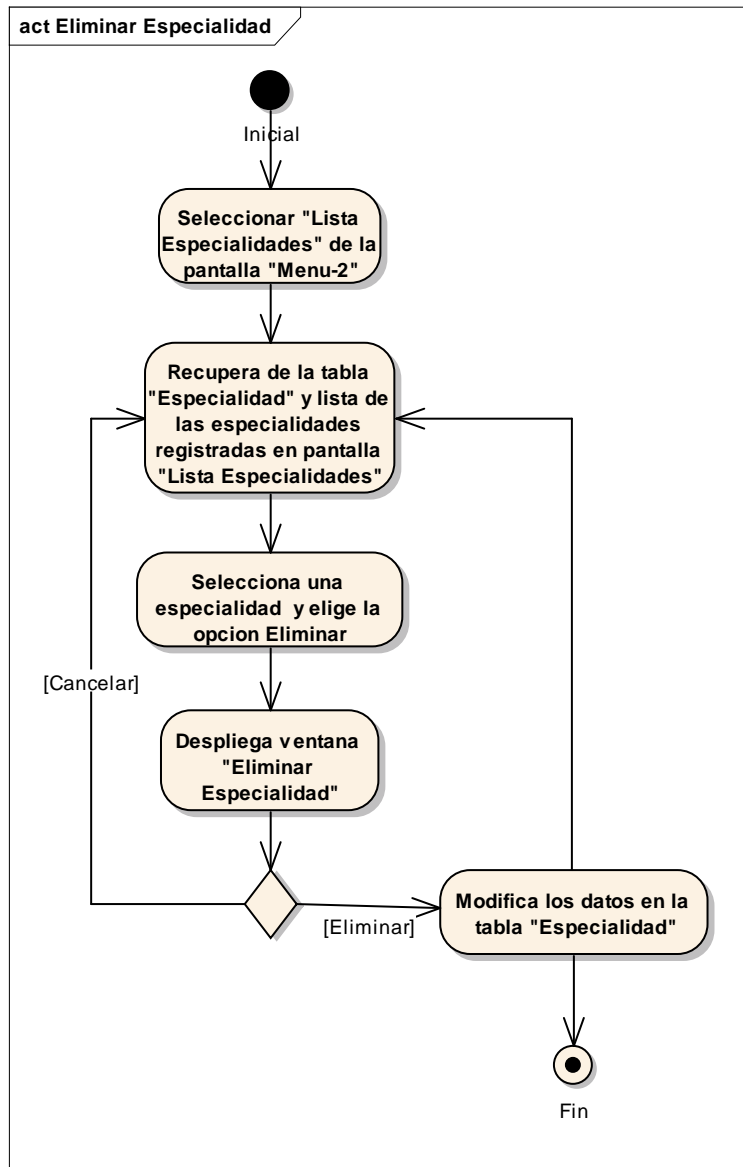 act Eliminar Especialidad
Inicial
Seleccionar "Lista
Especialidades" de la
pantalla "Menu-2"
Recupera de la tabla
"Especialidad" y lista de
las especialidades
registradas en pantalla
"Lista Especialidades"
Selecciona una
especialidad y elige la
opcion Eliminar
[Cancelar]
Despliega ventana
"Eliminar
Especialidad"
[Eliminar]
Modifica los datos en la
tabla "Especialidad"
Fin